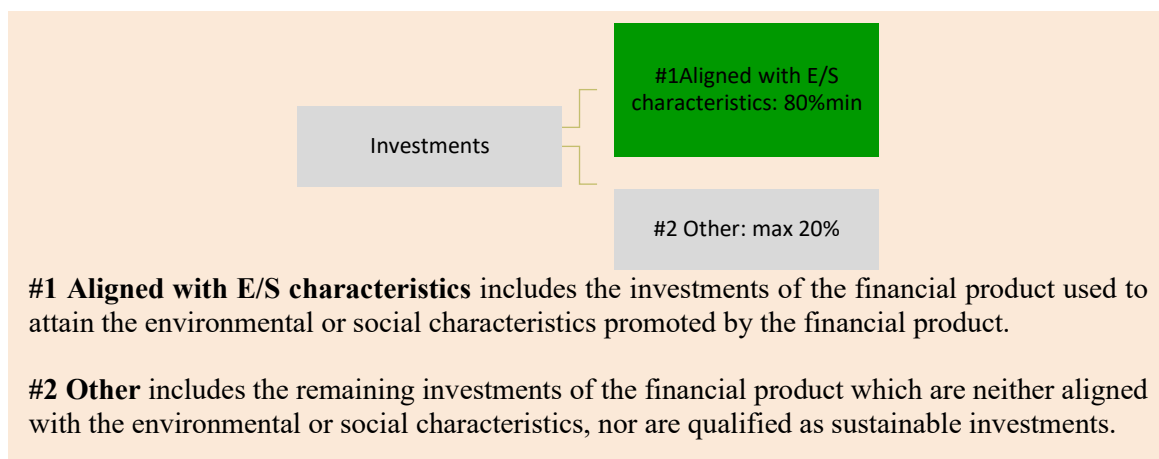 #1Aligned with E/S
characteristics: 80%min
Investments
#2 Other: max 20%
#1 Aligned with E/S characteristics includes the investments of the financial product used to
attain the environmental or social characteristics promoted by the financial product.
#2 Other includes the remaining investments of the financial product which are neither aligned
with the environmental or social characteristics, nor are qualified as sustainable investments.